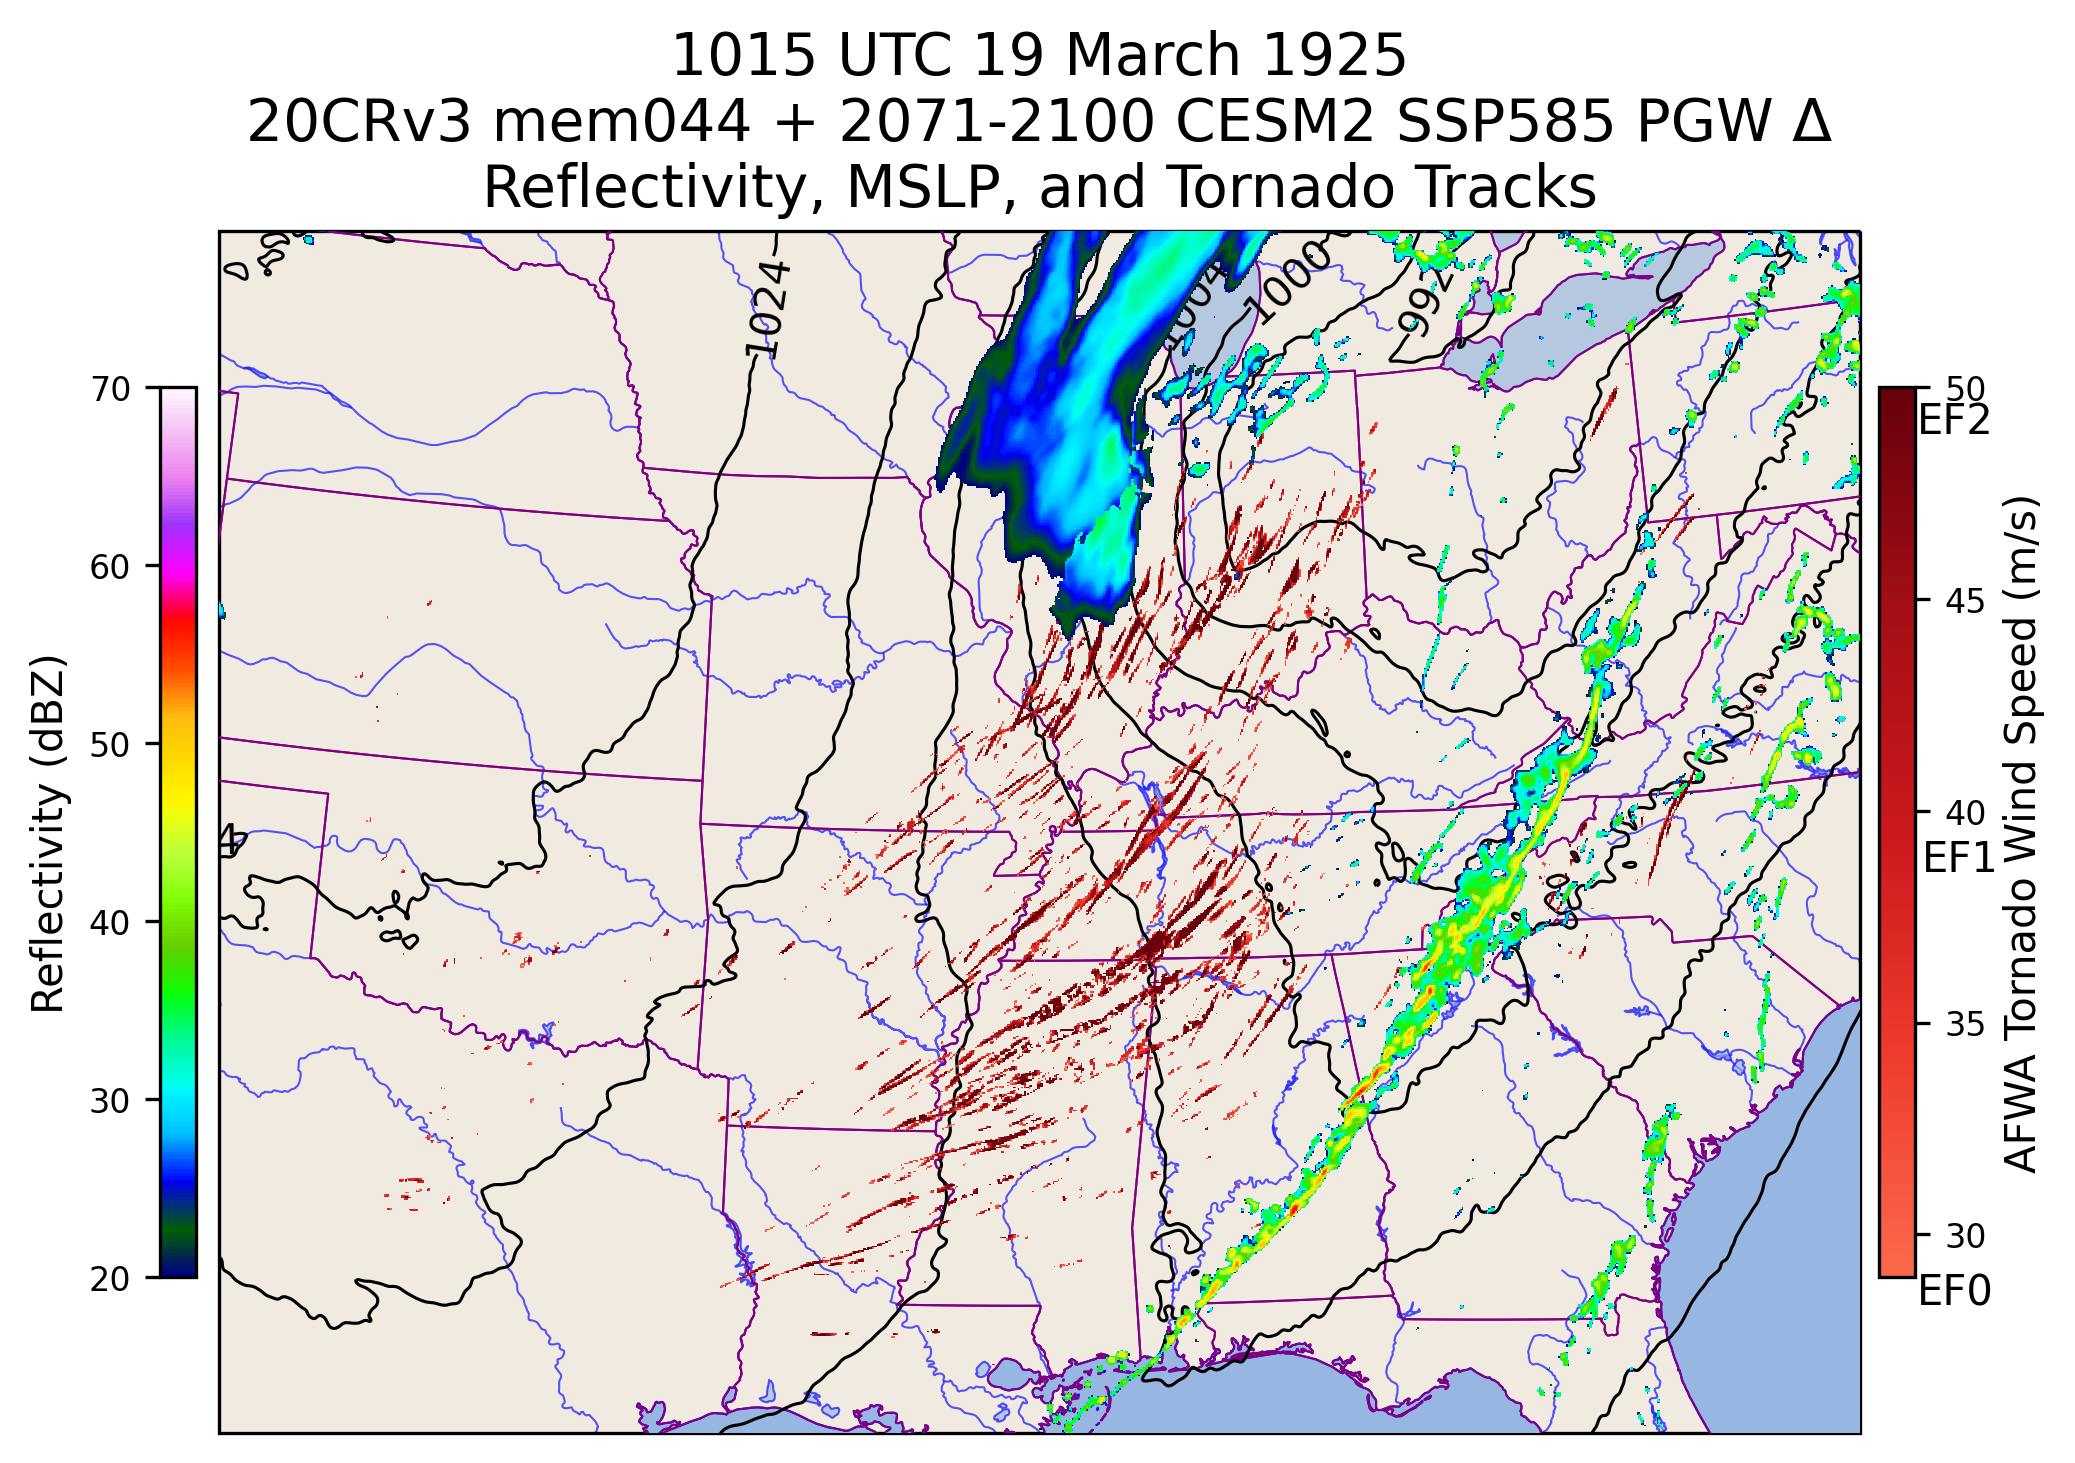 1015 UTC 19 March 1925
20CRv3 mem044 + 2071-2100 CESM2 SSP585 PGW Δ
Reflectivity, MSLP, and Tornado Tracks
1024
1004
1000
992
4
Reflectivity (dBZ)
70
60
50
40
30
20
50
EF2
45
40
EF1
35
30
EF0
AFWA Tornado Wind Speed (m/s)